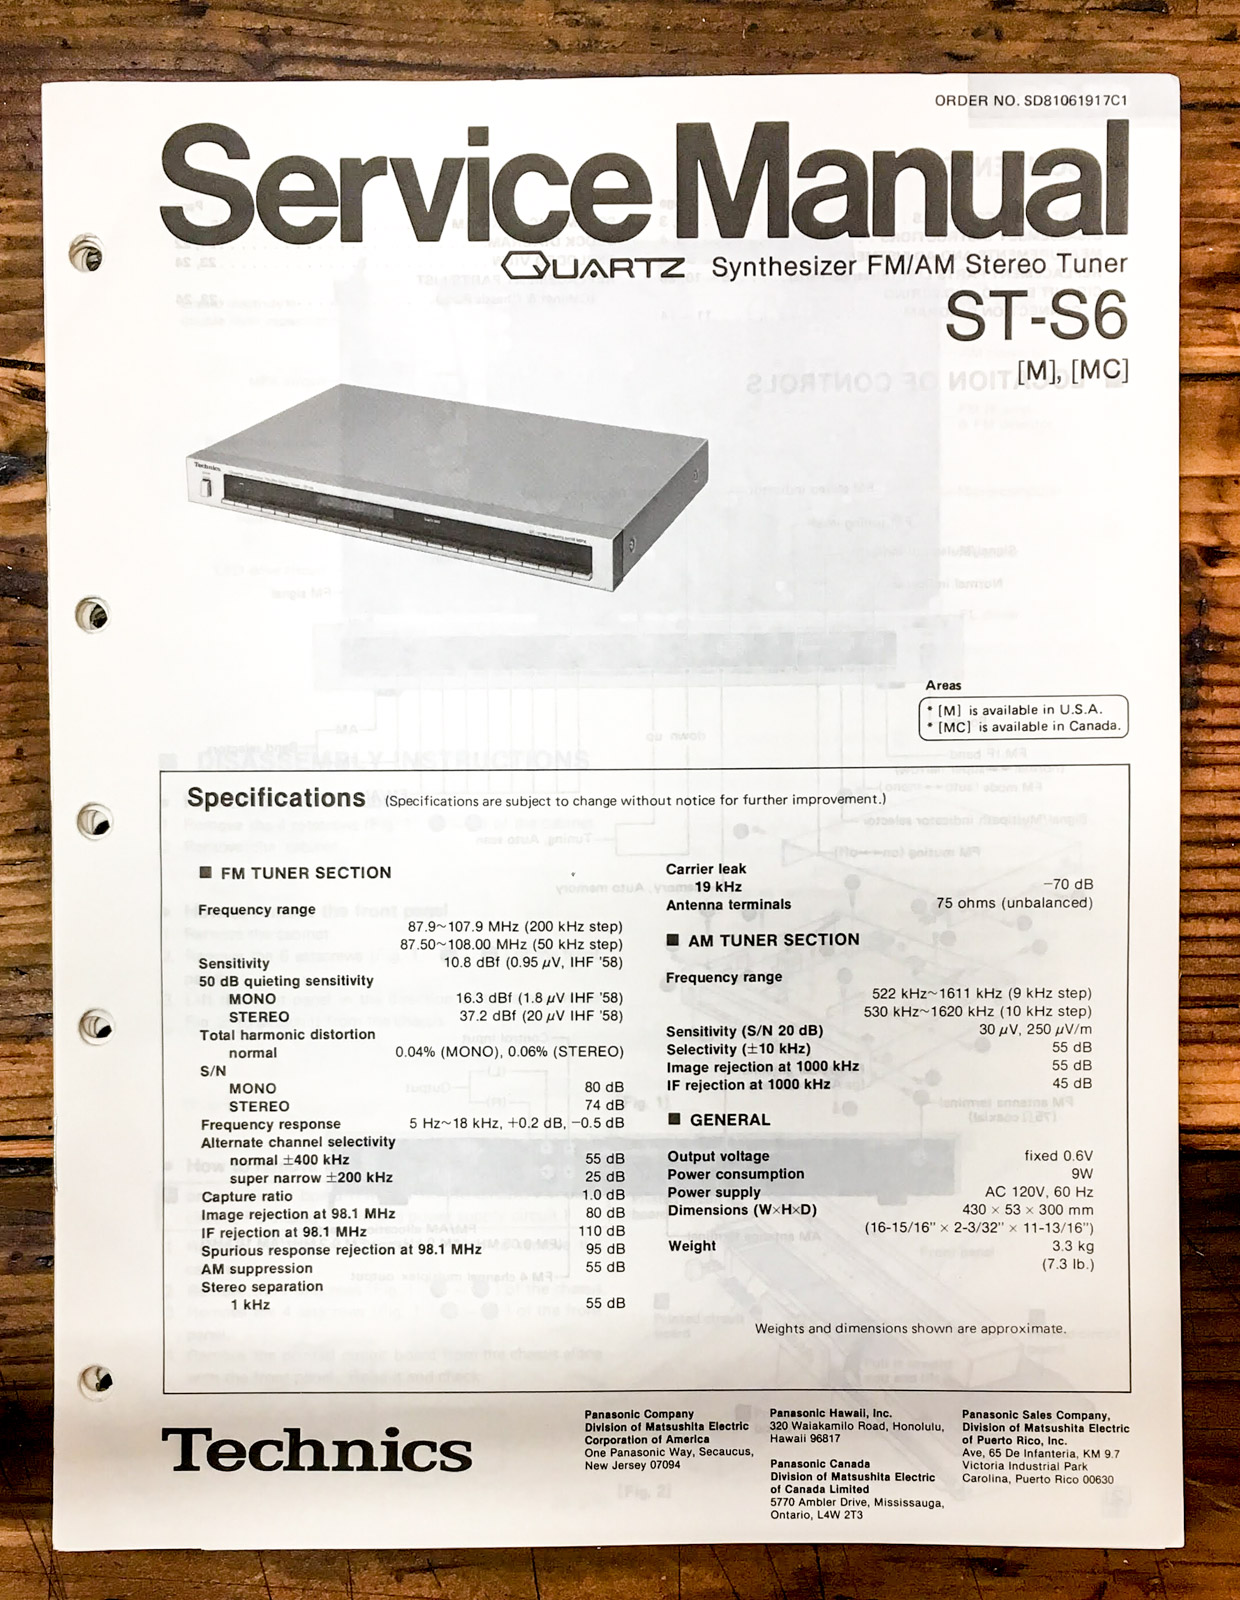 ORDER NO. SD81061917C1
Service Manual
QUARTZ Synthesizer FM/AM Stereo Tuner
ST-S6
[M], [MC]
Technics
Areas
* [M] is available in U.S.A.
* [MC] is available in Canada.
Specifications (Specifications are subject to change without notice for further improvement.)
■ FM TUNER SECTION
Frequency range
87.9~107.9 MHz (200 kHz step)
87.50~108.00 MHz (50 kHz step)
Sensitivity 10.8 dBf (0.95 µV, IHF '58)
50 dB quieting sensitivity
MONO 16.3 dBf (1.8 µV IHF '58)
STEREO 37.2 dBf (20 µV IHF '58)
Total harmonic distortion
normal 0.04% (MONO), 0.06% (STEREO)
S/N
MONO 80 dB
STEREO 74 dB
Frequency response 5 Hz~18 kHz, +0.2 dB, −0.5 dB
Alternate channel selectivity
normal ±400 kHz 55 dB
super narrow ±200 kHz 25 dB
Capture ratio 1.0 dB
Image rejection at 98.1 MHz 80 dB
IF rejection at 98.1 MHz 110 dB
Spurious response rejection at 98.1 MHz 95 dB
AM suppression 55 dB
Stereo separation
1 kHz 55 dB
Carrier leak
19 kHz −70 dB
Antenna terminals 75 ohms (unbalanced)
■ AM TUNER SECTION
Frequency range
522 kHz~1611 kHz (9 kHz step)
530 kHz~1620 kHz (10 kHz step)
Sensitivity (S/N 20 dB) 30 µV, 250 µV/m
Selectivity (±10 kHz) 55 dB
Image rejection at 1000 kHz 55 dB
IF rejection at 1000 kHz 45 dB
■ GENERAL
Output voltage fixed 0.6V
Power consumption 9W
Power supply AC 120V, 60 Hz
Dimensions (W×H×D) 430 × 53 × 300 mm
(16-15/16" × 2-3/32" × 11-13/16")
Weight 3.3 kg
(7.3 lb.)
Weights and dimensions shown are approximate.
Technics
Panasonic Company
Division of Matsushita Electric
Corporation of America
One Panasonic Way, Secaucus,
New Jersey 07094
Panasonic Hawaii, Inc.
320 Waiakamilo Road, Honolulu,
Hawaii 96817
Panasonic Canada
Division of Matsushita Electric
of Canada Limited
5770 Ambler Drive, Mississauga,
Ontario, L4W 2T3
Panasonic Sales Company,
Division of Matsushita Electric
of Puerto Rico, Inc.
Ave, 65 De Infanteria, KM 9.7
Victoria Industrial Park
Carolina, Puerto Rico 00630